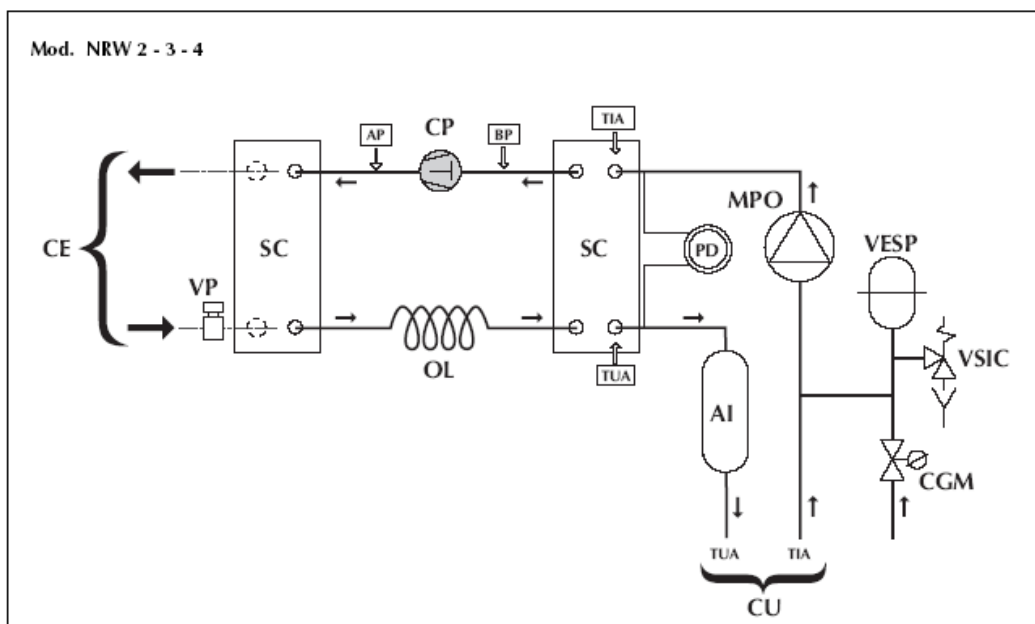 Mod. NRW 2 - 3 - 4
AP
CP
BP
TIA
MPO
VESP
CE
SC
SC
PD
VP
VSIC
OL
TUA
AI
CGM
TUA
TIA
CU